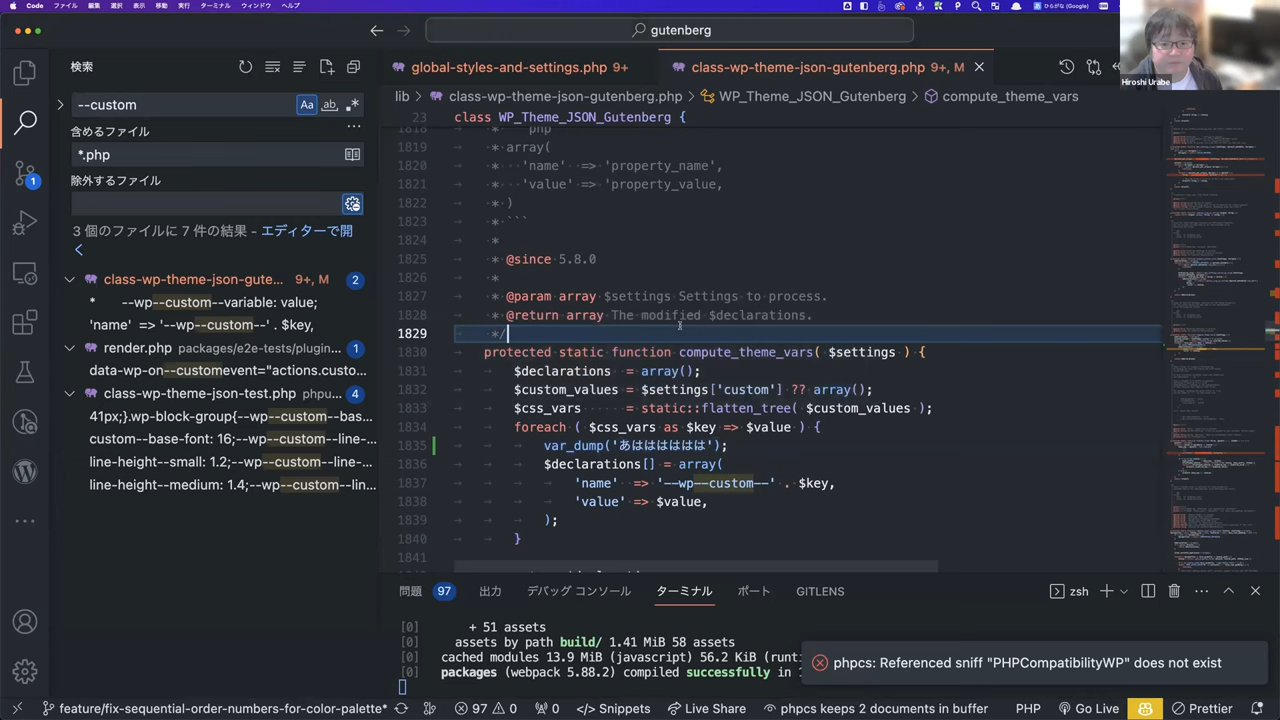 Code ファイル 編集 選択 表示 移動 実行 ターミナル ウィンドウ ヘルプ
ひらがな (Google)
gutenberg
Hiroshi Urabe
検索
global-styles-and-settings.php 9+
class-wp-theme-json-gutenberg.php 9+, M
--custom
Aa
ab
.*
lib > class-wp-theme-json-gutenberg.php > WP_Theme_JSON_Gutenberg > compute_theme_vars
含めるファイル
*.php
除外するファイル
3 個のファイルに 7 件の結果 - エディターで開
く
class-wp-theme-json-gute... 9+, M 2
* --wp--custom--variable: value;
'name' => '--wp--custom--' . $key,
render.php packages/e2e-tests/plu...
data-wp-on--customevent="actions.custo...
class-wp-theme-json-test.php phpu... 4
41px;}.wp-block-group{--wp--custom--bas...
custom--base-font: 16;--wp--custom--line...
line-height--small: 1.2;--wp--custom--line...
line-height--medium: 1.4;--wp--custom--lin...
23 class WP_Theme_JSON_Gutenberg {
1818 * ```php
1819 * array(
1820 'name' => 'property_name',
1821 'value' => 'property_value,
1822 * )
1823 * ```
1824 *
1825 * @since 5.8.0
1827 * @param array $settings Settings to process.
1828 * @return array The modified $declarations.
1829 */
1830 protected static function compute_theme_vars( $settings ) {
1831 $declarations = array();
1832 $custom_values = $settings['custom'] ?? array();
1833 $css_vars = static::flatten_tree( $custom_values );
1834 foreach ( $css_vars as $key => $value ) {
1835 var_dump('あははははは');
1836 $declarations[] = array(
1837 'name' => '--wp--custom--' . $key,
1838 'value' => $value,
1839 );
1840 }
1841
問題 97 出力 デバッグ コンソール ターミナル ポート GITLENS
zsh
[0] + 51 assets
[0] assets by path build/ 1.41 MiB 58 assets
[0] cached modules 13.9 MiB (javascript) 56.2 KiB (runti
[0] packages (webpack 5.88.2) compiled successfully in
phpcs: Referenced sniff "PHPCompatibilityWP" does not exist
feature/fix-sequential-order-numbers-for-color-palette* 97 0 0 Snippets Live Share phpcs keeps 2 documents in buffer PHP Go Live Prettier